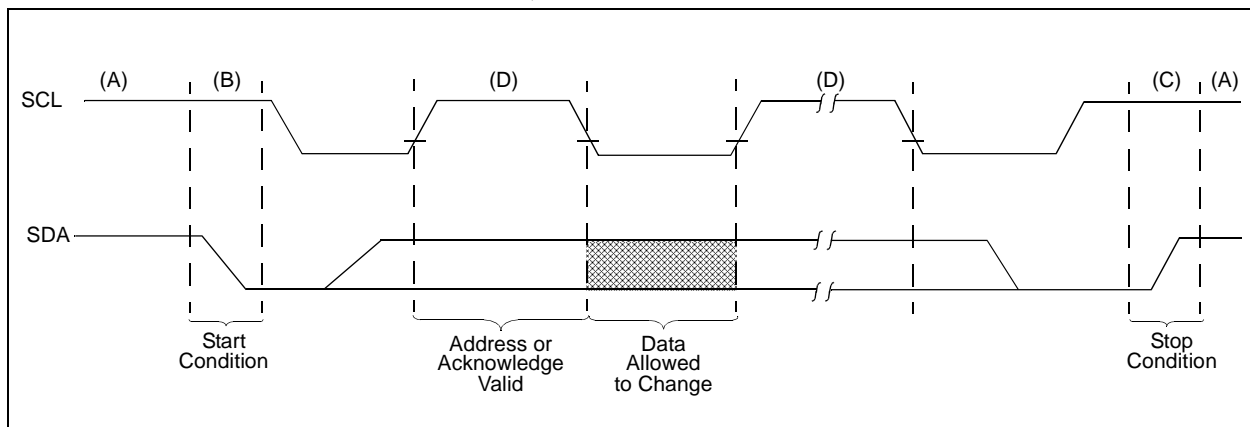 (A) (B) (D) (D) (C) (A)
SCL
SDA
Start
Condition
Address or
Acknowledge
Valid
Data
Allowed
to Change
Stop
Condition